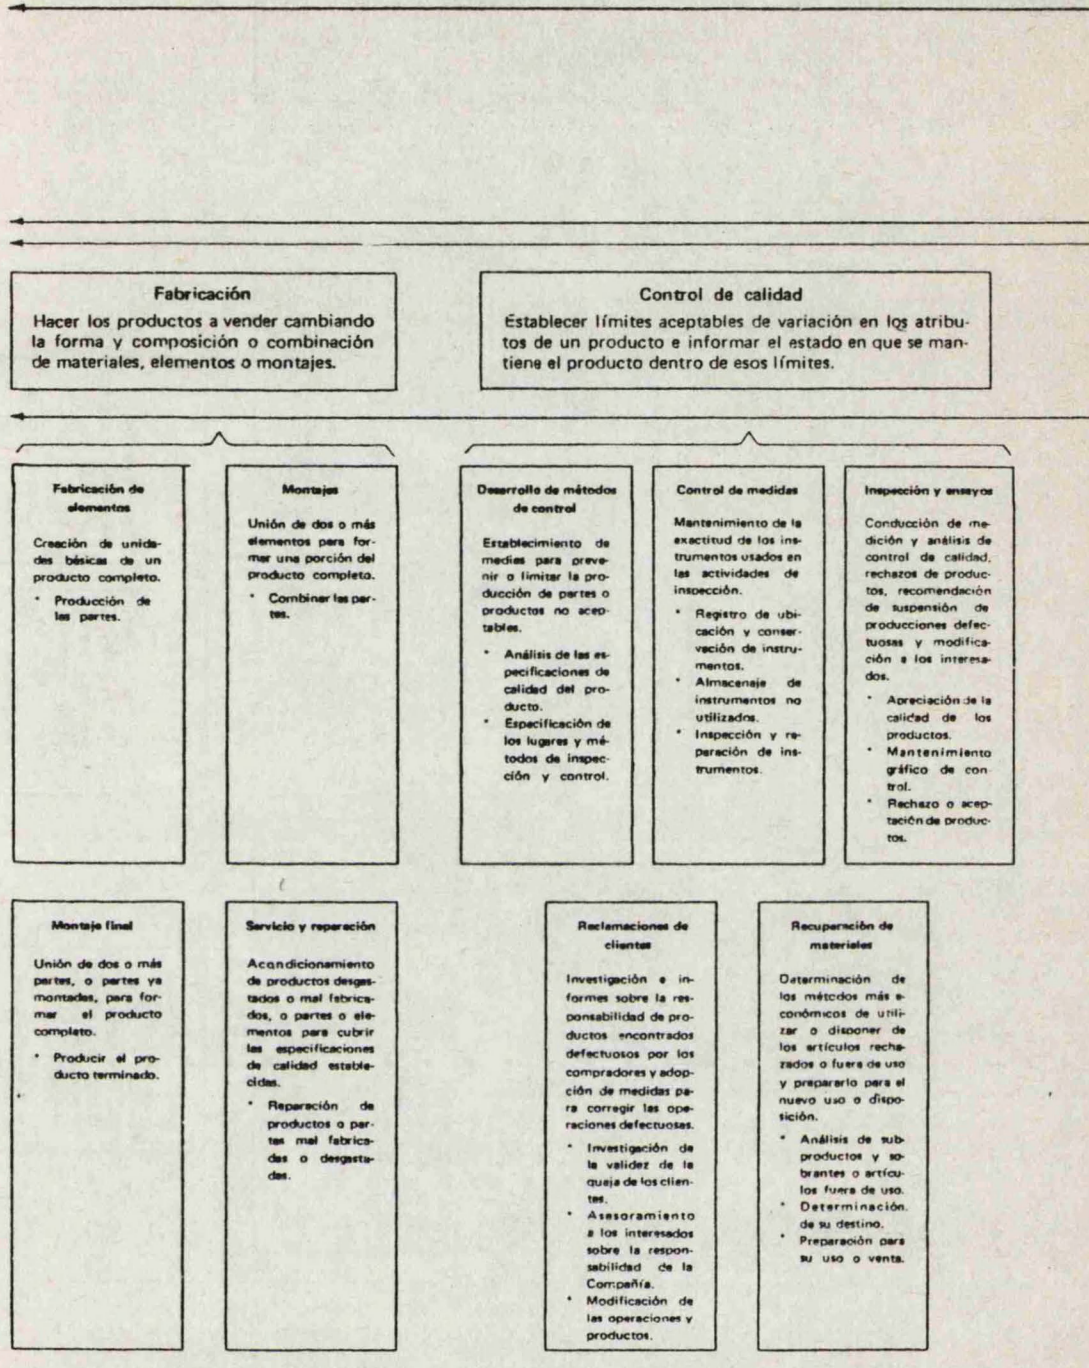 Fabricación
Hacer los productos a vender cambiando
la forma y composición o combinación
de materiales, elementos o montajes.
Control de calidad
Establecer límites aceptables de variación en los atribu-
tos de un producto e informar el estado en que se man-
tiene el producto dentro de esos límites.
Fabricación de
elementos
Creación de unida-
des básicas de un
producto completo.
* Producción de
las partes.
Montajes
Unión de dos o más
elementos para for-
mar una porción del
producto completo.
* Combinar las par-
tes.
Desarrollo de métodos
de control
Establecimiento de
medias para preve-
nir o limitar la pro-
ducción de partes o
productos no acep-
tables.
* Análisis de las es-
pecificaciones de
calidad del pro-
ducto.
* Especificación de
los lugares y mé-
todos de inspec-
ción y control.
Control de medidas
Mantenimiento de la
exactitud de los ins-
trumentos usados en
las actividades de
inspección.
* Registro de ubi-
cación y conser-
vación de instru-
mentos.
* Almacenaje de
instrumentos no
utilizados.
* Inspección y re-
paración de ins-
trumentos.
Inspección y ensayos
Conducción de me-
dición y análisis de
control de calidad,
rechazos de produc-
tos, recomendación
de suspensión de
producciones defec-
tuosas y modifica-
ción a los interesa-
dos.
* Apreciación de la
calidad de los
productos.
* Mantenimiento
gráfico de con
trol.
* Rechazo o acep-
tación de produc-
tos.
Montaje final
Unión de dos o más
partes, o partes ya
montadas, para for-
mar el producto
completo.
* Producir el pro-
ducto terminado.
Servicio y reparación
Acondicionamiento
de productos desgas-
tados o mal fabrica-
dos, o partes o ele-
mentos para cubrir
las especificaciones
de calidad estable-
cidas.
* Reparación de
productos o par-
tes mal fabrica-
das o desgasta-
das.
Reclamaciones de
clientes
Investigación e in-
formes sobre la res-
ponsabilidad de pro-
ductos encontrados
defectuosos por los
compradores y adop-
ción de medidas pa-
ra corregir las ope-
raciones defectuosas.
* Investigación de
la validez de la
queja de los clien-
tes.
* Asesoramiento
a los interesados
sobre la respon-
sabilidad de la
Compañía.
* Modificación de
las operaciones y
productos.
Recuperación de
materiales
Determinación de
los métodos más e-
conómicos de utili-
zar o disponer de
los artículos recha-
zados o fuera de uso
y prepararlo para el
nuevo uso o dispo-
sición.
* Análisis de sub-
productos y so-
brantes o artícu-
los fuera de uso.
* Determinación.
de su destino.
* Preparación para
su uso o venta.